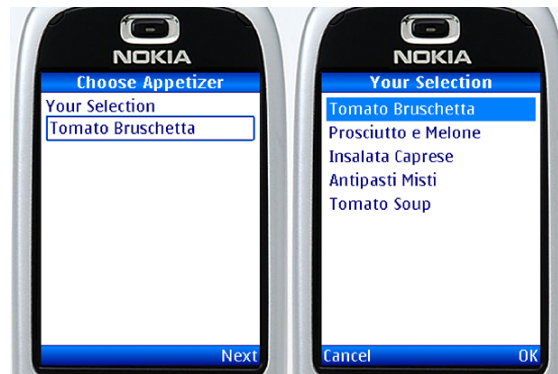 NOKIA
Choose Appetizer
Your Selection
Tomato Bruschetta
Next
NOKIA
Your Selection
Tomato Bruschetta
Prosciutto e Melone
Insalata Caprese
Antipasti Misti
Tomato Soup
Cancel OK